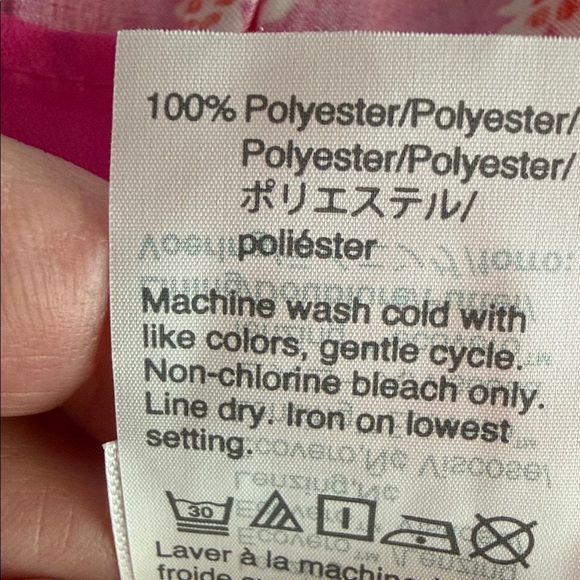 100% Polyester/Polyester/
Polyester/Polyester/
ポリエステル/
poliéster
Machine wash cold with
like colors, gentle cycle.
Non-chlorine bleach only.
Line dry. Iron on lowest
setting.
30
Laver à la machine
froide